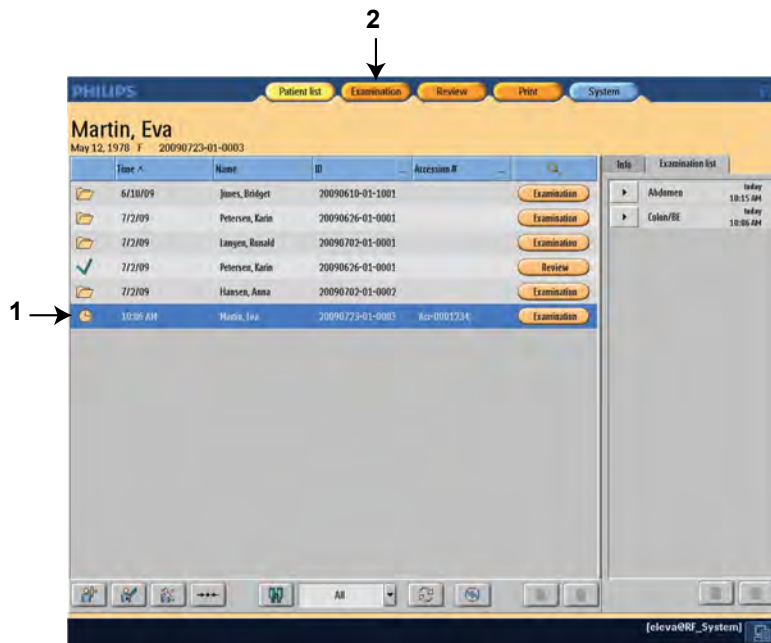 2
PHILIPS Patient list Examination Review Print System
Martin, Eva
May 12, 1978 F 20090723-01-0003
Time ^ Name ID ... Accession # ...
Info Examination list
6/10/09 Jones, Bridget 20090610-01-1001 Examination
Abdomen today 10:15 AM
7/2/09 Petersen, Karin 20090626-01-0001 Examination
Colon/BE today 10:06 AM
7/2/09 Langen, Ronald 20090702-01-0001 Examination
7/2/09 Petersen, Karin 20090626-01-0001 Review
7/2/09 Hansen, Anna 20090702-01-0002 Examination
1 10:06 AM Martin, Eva 20090723-01-0003 Acc-0001234 Examination
All
[eleva@RF_System]